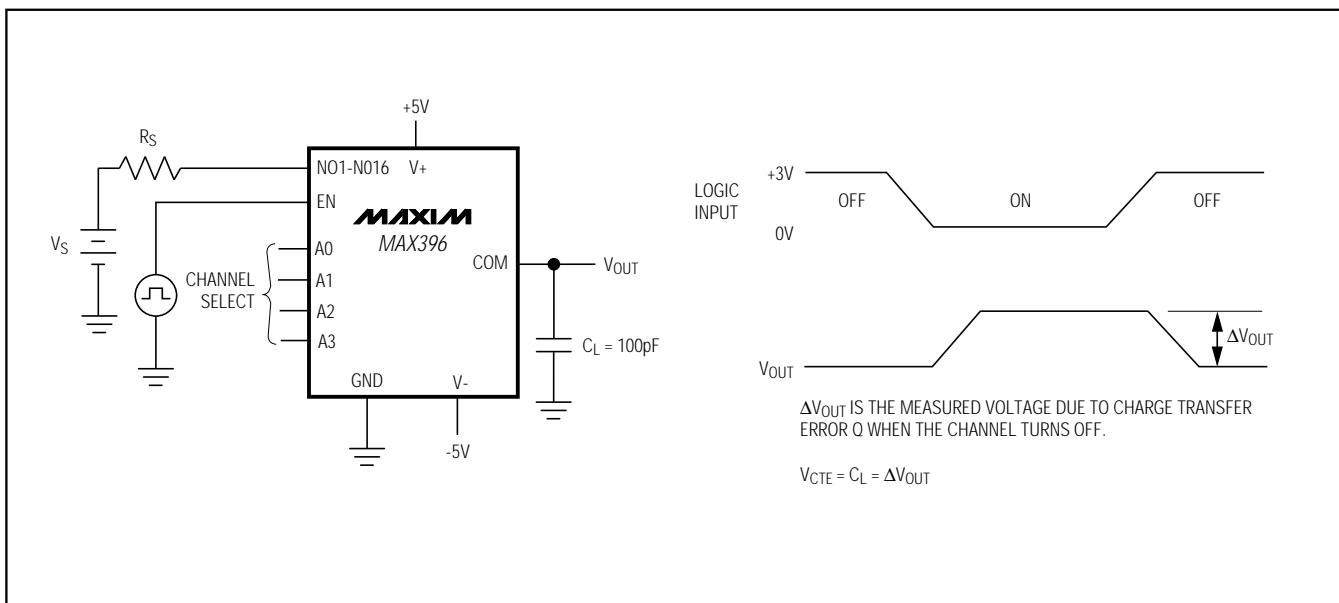 +5V
RS
NO1-N016 V+
EN
MAXIM
MAX396
VS
A0
CHANNEL
SELECT
A1
A2
A3
COM
VOUT
CL = 100pF
GND
V-
-5V
LOGIC
INPUT
+3V
0V
OFF
ON
OFF
VOUT
ΔVOUT
ΔVOUT IS THE MEASURED VOLTAGE DUE TO CHARGE TRANSFER
ERROR Q WHEN THE CHANNEL TURNS OFF.
VCTE = CL = ΔVOUT